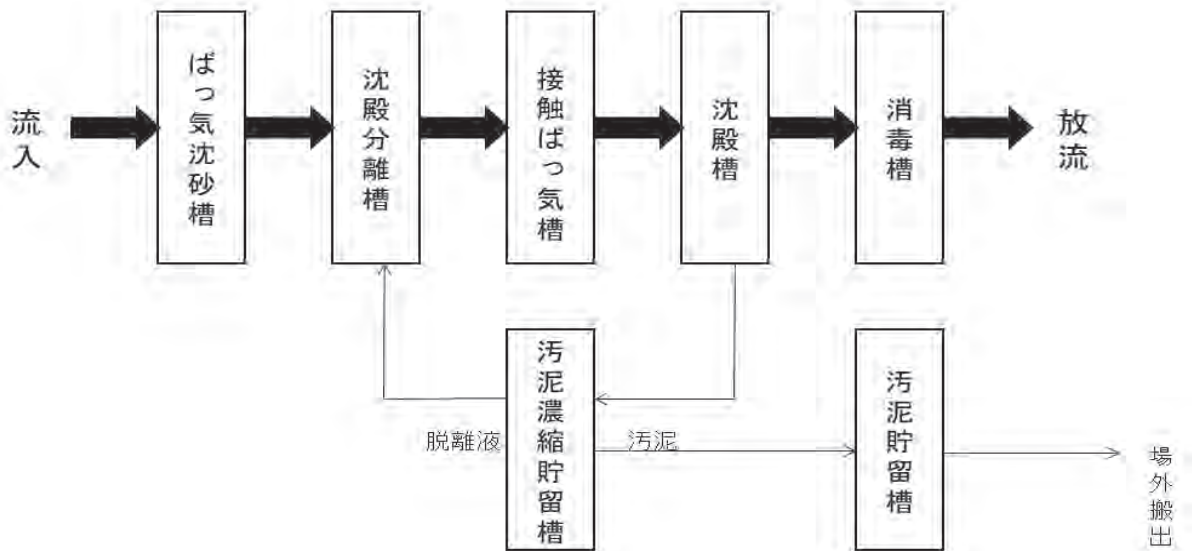 流入
ばっ気沈砂槽
沈殿分離槽
接触ばっ気槽
沈殿槽
消毒槽
放流
脱離液
汚泥濃縮貯留槽
汚泥
汚泥貯留槽
場外搬出